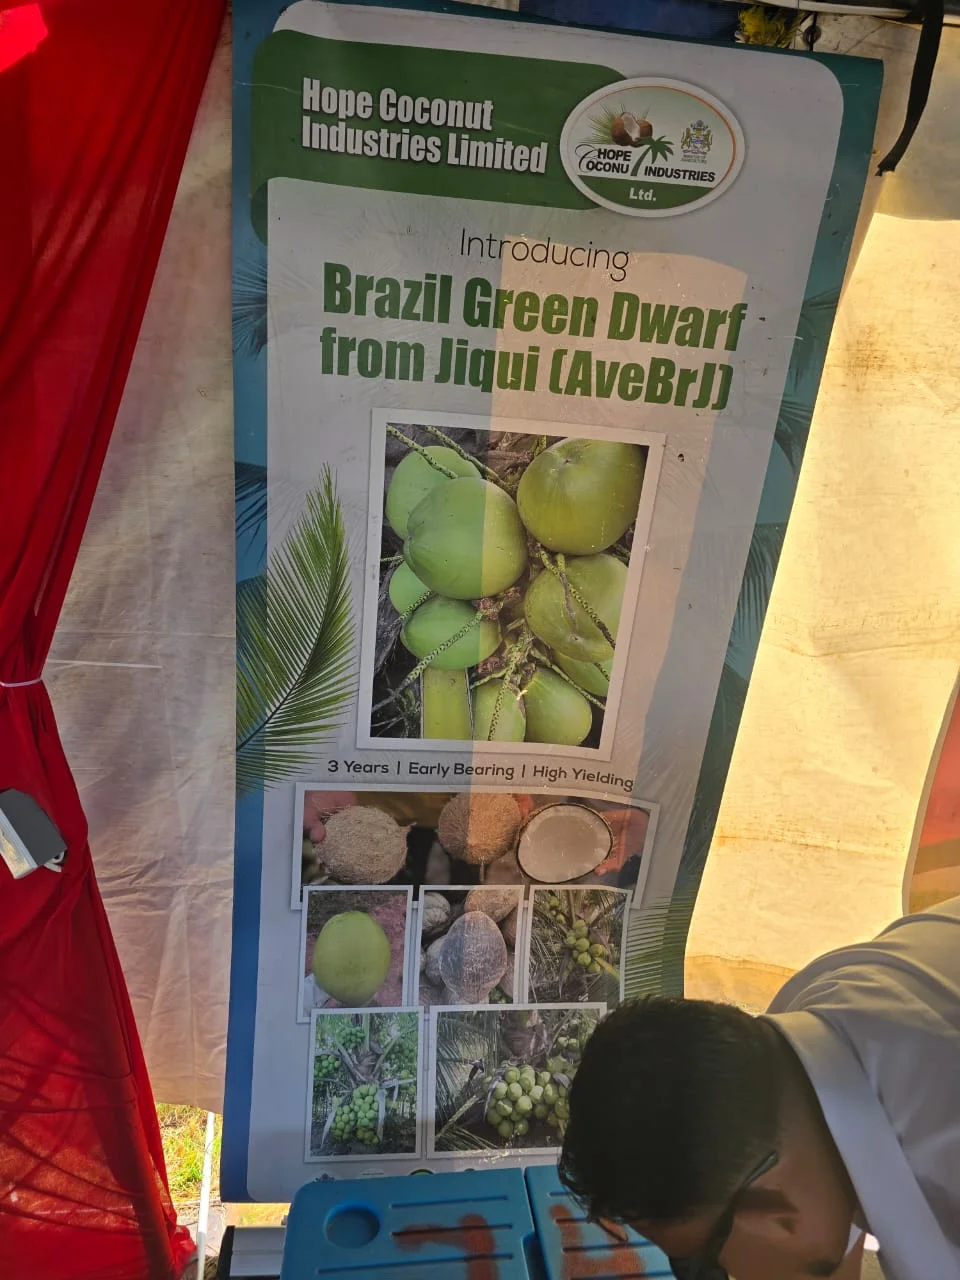 Hope Coconut
Industries Limited
HOPE
COCONUT INDUSTRIES
Ltd.
Introducing
Brazil Green Dwarf
from Jiqui (AveBrJ)
3 Years | Early Bearing | High Yielding